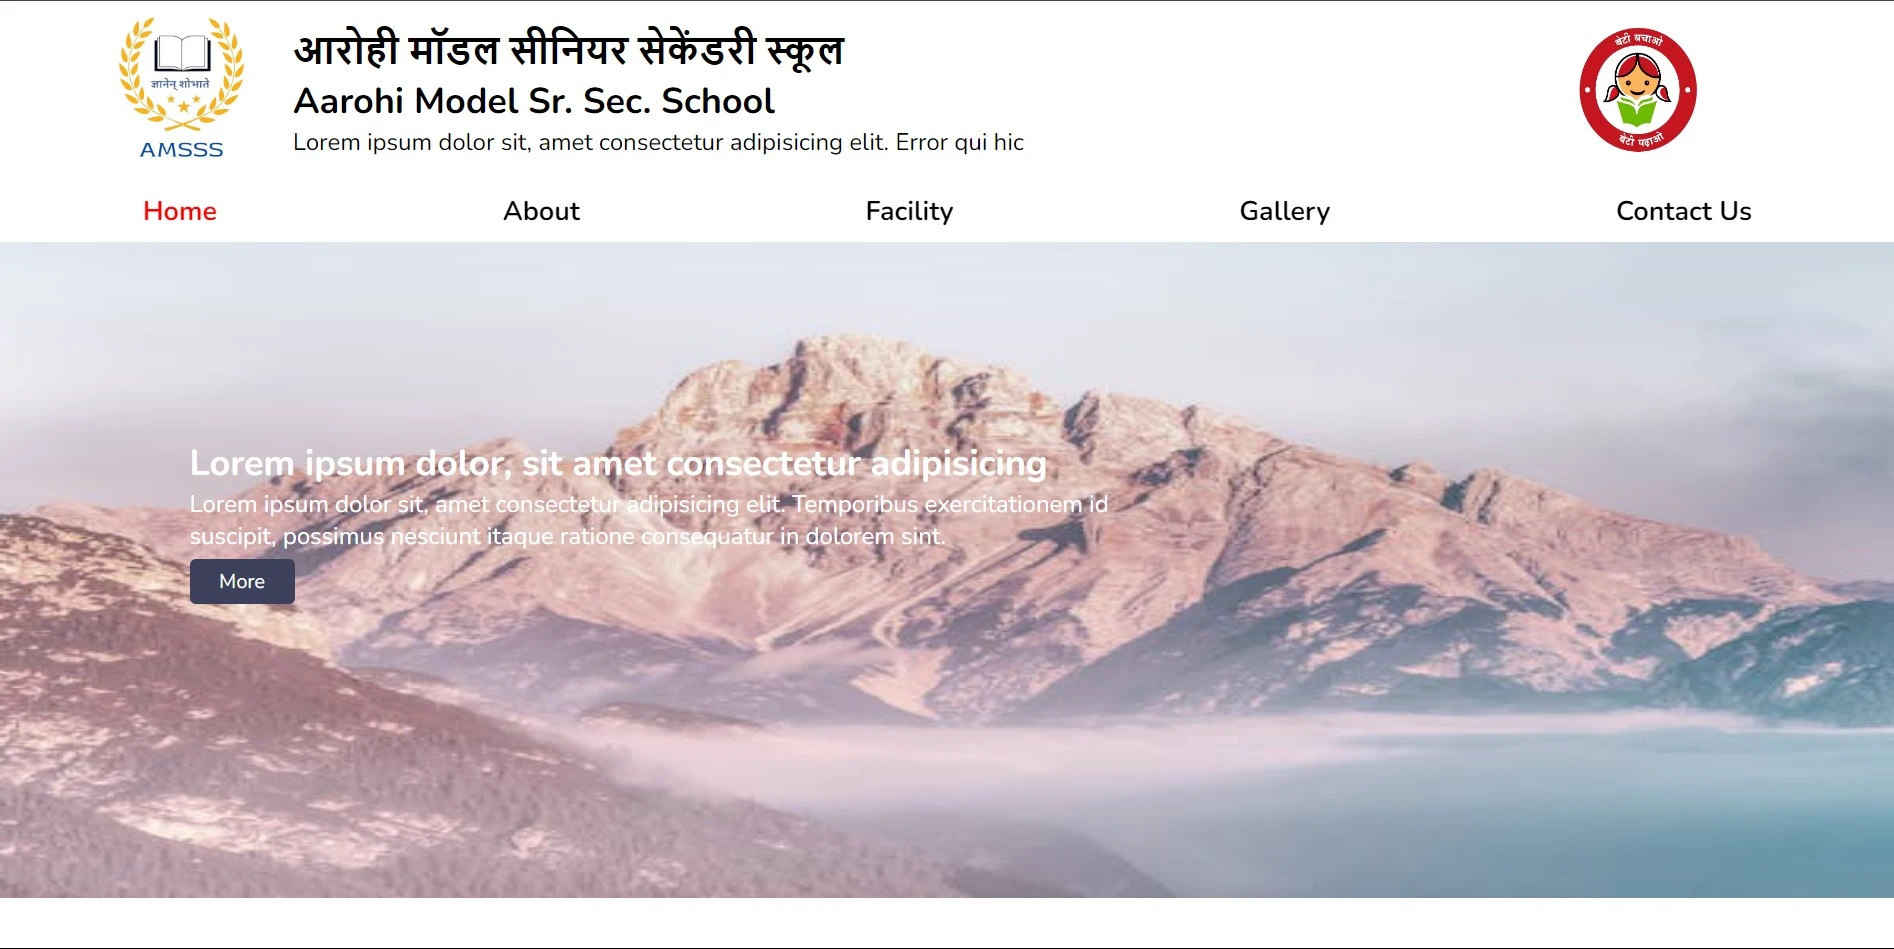 ज्ञानेन् शोभाते
AMSSS
आरोही मॉडल सीनियर सेकेंडरी स्कूल
Aarohi Model Sr. Sec. School
Lorem ipsum dolor sit, amet consectetur adipisicing elit. Error qui hic
बेटी बचाओ
बेटी पढ़ाओ
Home About Facility Gallery Contact Us
Lorem ipsum dolor, sit amet consectetur adipisicing
Lorem ipsum dolor sit, amet consectetur adipisicing elit. Temporibus exercitationem id
suscipit, possimus nesciunt itaque ratione consequatur in dolorem sint.
More